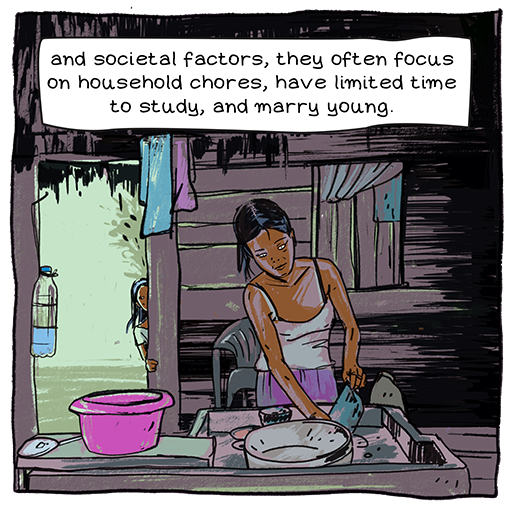 and societal factors, they often focus
on household chores, have limited time
to study, and marry young.